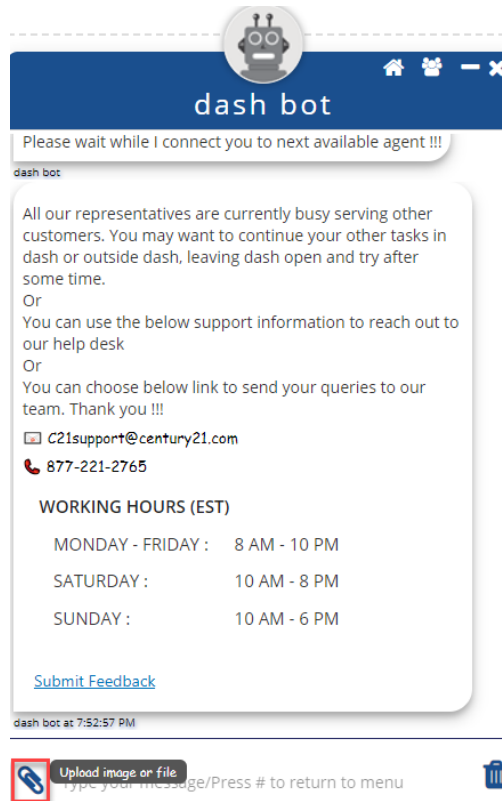 dash bot
Please wait while I connect you to next available agent !!!
dash bot
All our representatives are currently busy serving other
customers. You may want to continue your other tasks in
dash or outside dash, leaving dash open and try after
some time.
Or
You can use the below support information to reach out to
our help desk
Or
You can choose below link to send your queries to our
team. Thank you !!!
C21support@century21.com
877-221-2765
WORKING HOURS (EST)
MONDAY - FRIDAY : 8 AM - 10 PM
SATURDAY : 10 AM - 8 PM
SUNDAY : 10 AM - 6 PM
Submit Feedback
dash bot at 7:52:57 PM
Upload image or file
Type your message/Press # to return to menu